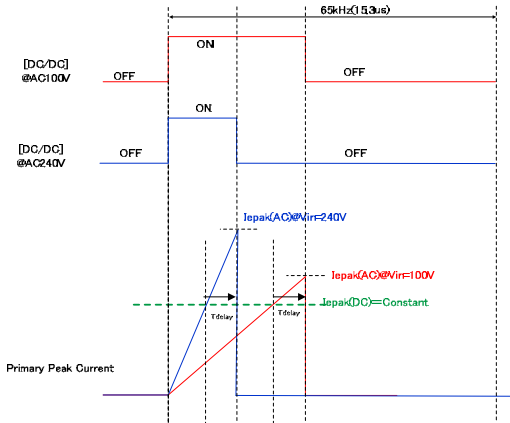 65kHz(15.3us)
ON
[DC/DC]
@AC100V
OFF
OFF
ON
[DC/DC]
@AC240V
OFF
OFF
Iepak(AC)@Vin=240V
Iepak(AC)@Vin=100V
Iepak(DC)=Constant
Tdelay
Tdelay
Primary Peak Current